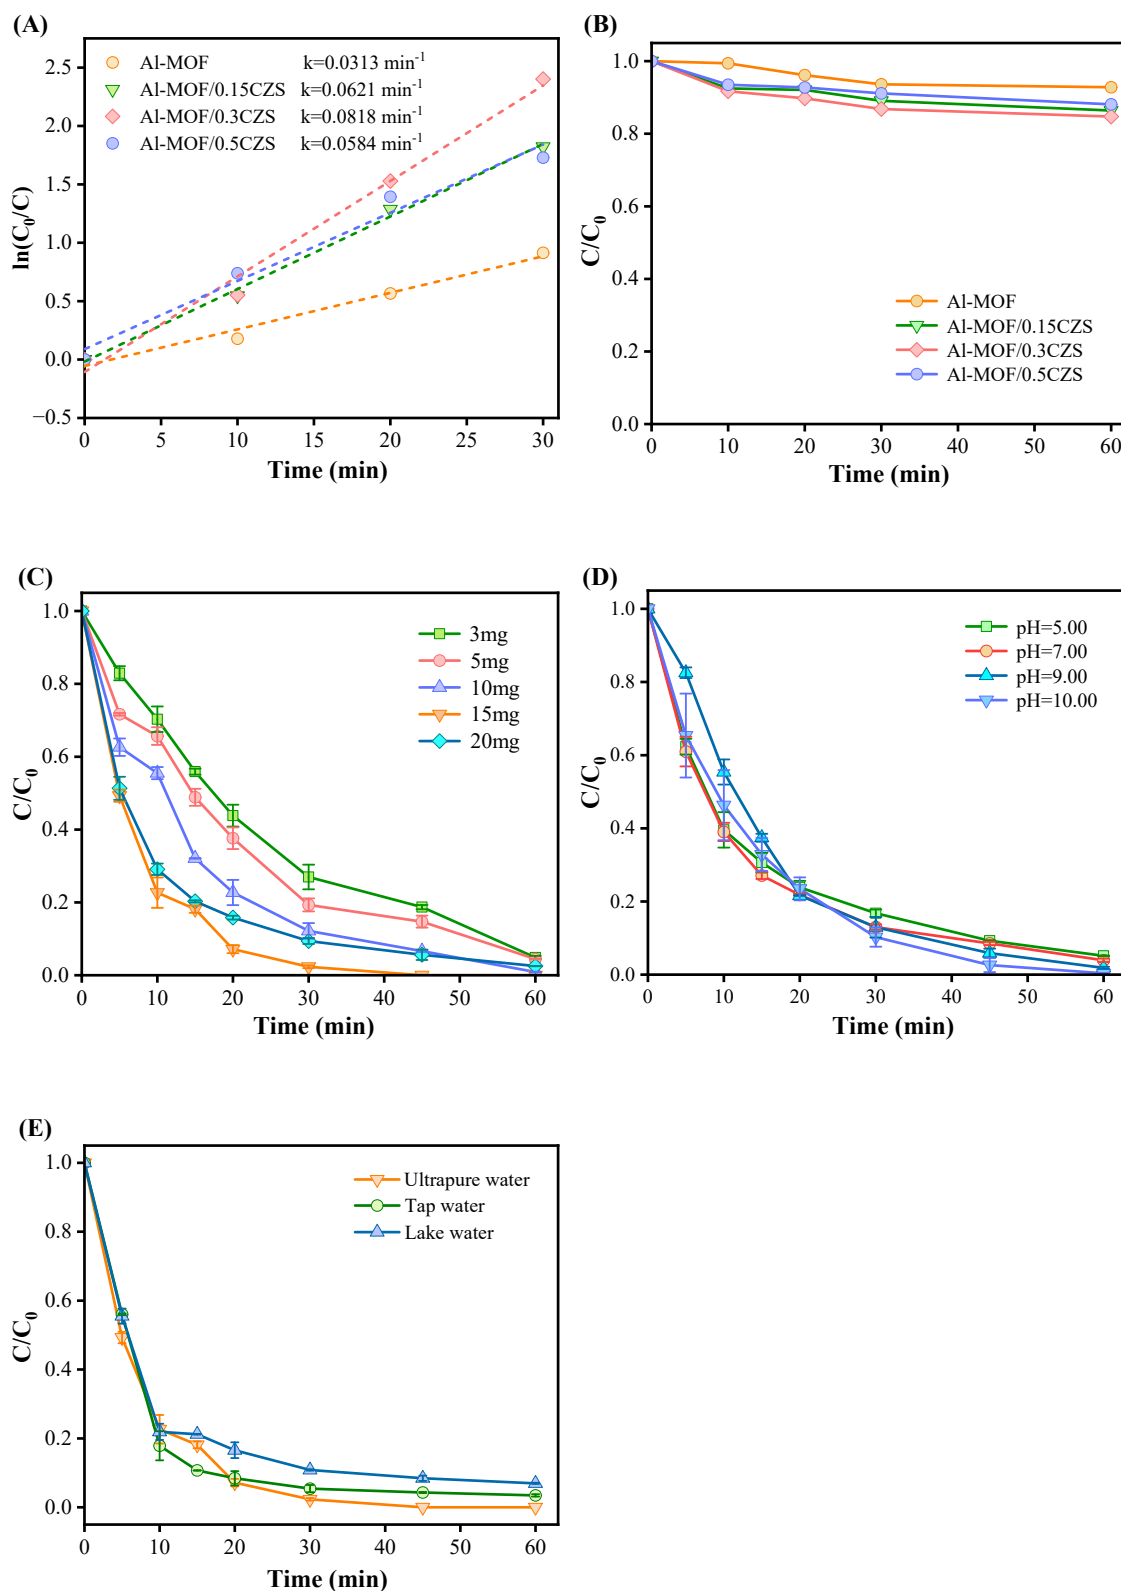 (A)
Al-MOF k=0.0313 min⁻¹
Al-MOF/0.15CZS k=0.0621 min⁻¹
Al-MOF/0.3CZS k=0.0818 min⁻¹
Al-MOF/0.5CZS k=0.0584 min⁻¹
ln(C₀/C)
2.5
2.0
1.5
1.0
0.5
0.0
−0.5
0 5 10 15 20 25 30
Time (min)
(B)
C/C₀
1.0
0.8
0.6
0.4
0.2
0.0
Al-MOF
Al-MOF/0.15CZS
Al-MOF/0.3CZS
Al-MOF/0.5CZS
0 10 20 30 40 50 60
Time (min)
(C)
C/C₀
1.0
0.8
0.6
0.4
0.2
0.0
3mg
5mg
10mg
15mg
20mg
0 10 20 30 40 50 60
Time (min)
(D)
C/C₀
1.0
0.8
0.6
0.4
0.2
0.0
pH=5.00
pH=7.00
pH=9.00
pH=10.00
0 10 20 30 40 50 60
Time (min)
(E)
C/C₀
1.0
0.8
0.6
0.4
0.2
0.0
Ultrapure water
Tap water
Lake water
0 10 20 30 40 50 60
Time (min)